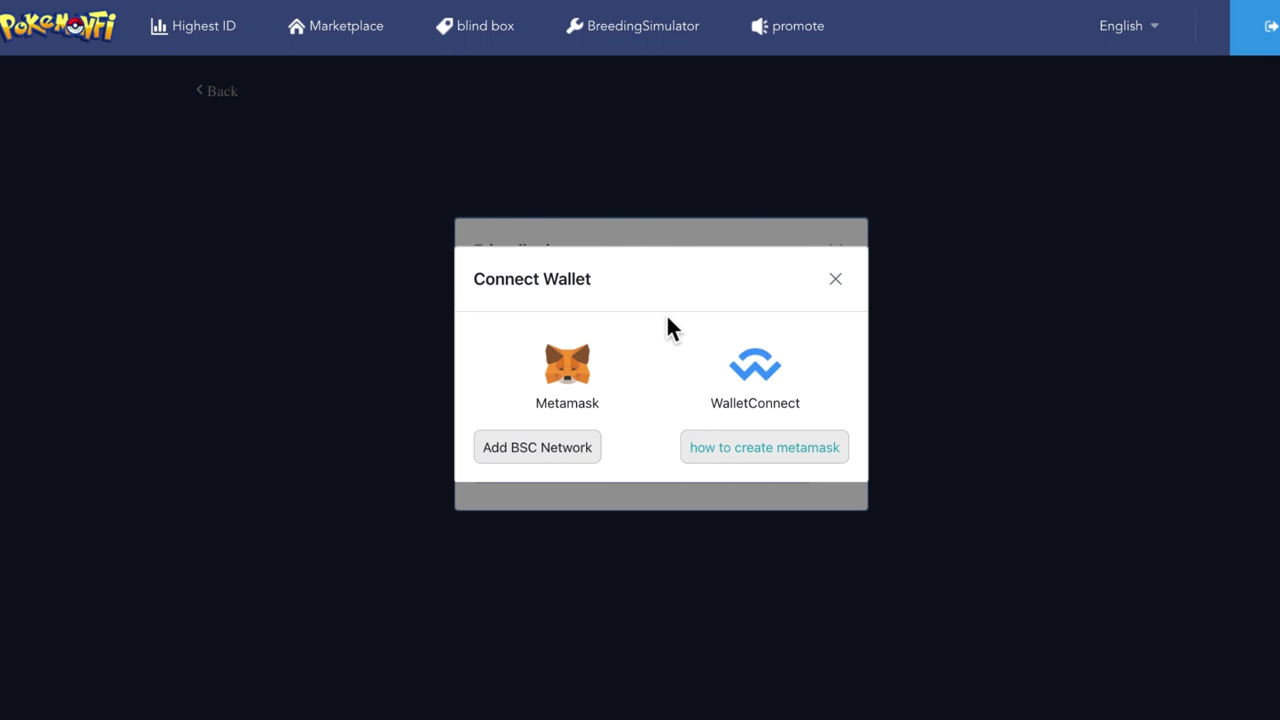 PokemonFi
Highest ID
Marketplace
blind box
BreedingSimulator
promote
English
Back
Connect Wallet
Metamask
WalletConnect
Add BSC Network
how to create metamask